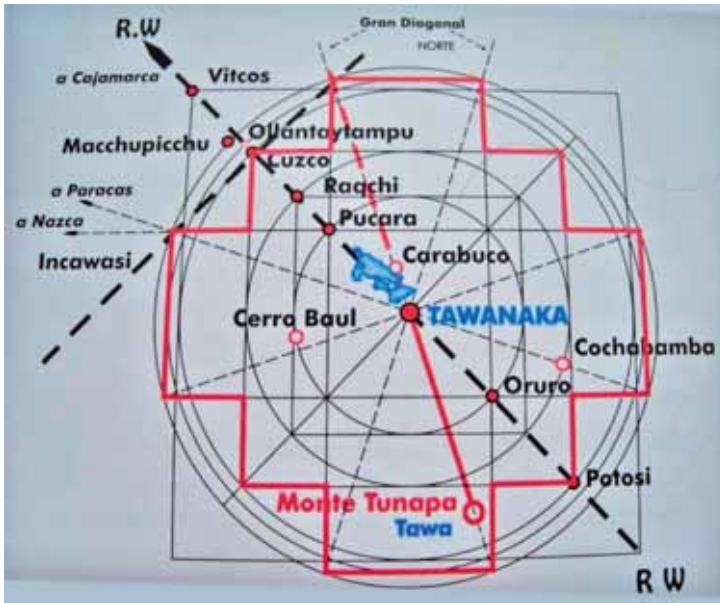 Gran Diagonal
R.W
NORTE
a Cajamarca
Vitcos
Ollantaytampu
Macchupicchu
Cuzco
a Paracas
Raqchi
a Nazca
Pucara
Incawasi
Carabuco
Cerro Baul
TAWANAKA
Cochabamba
Oruro
Potosi
Monte Tunapa
Tawa
R W